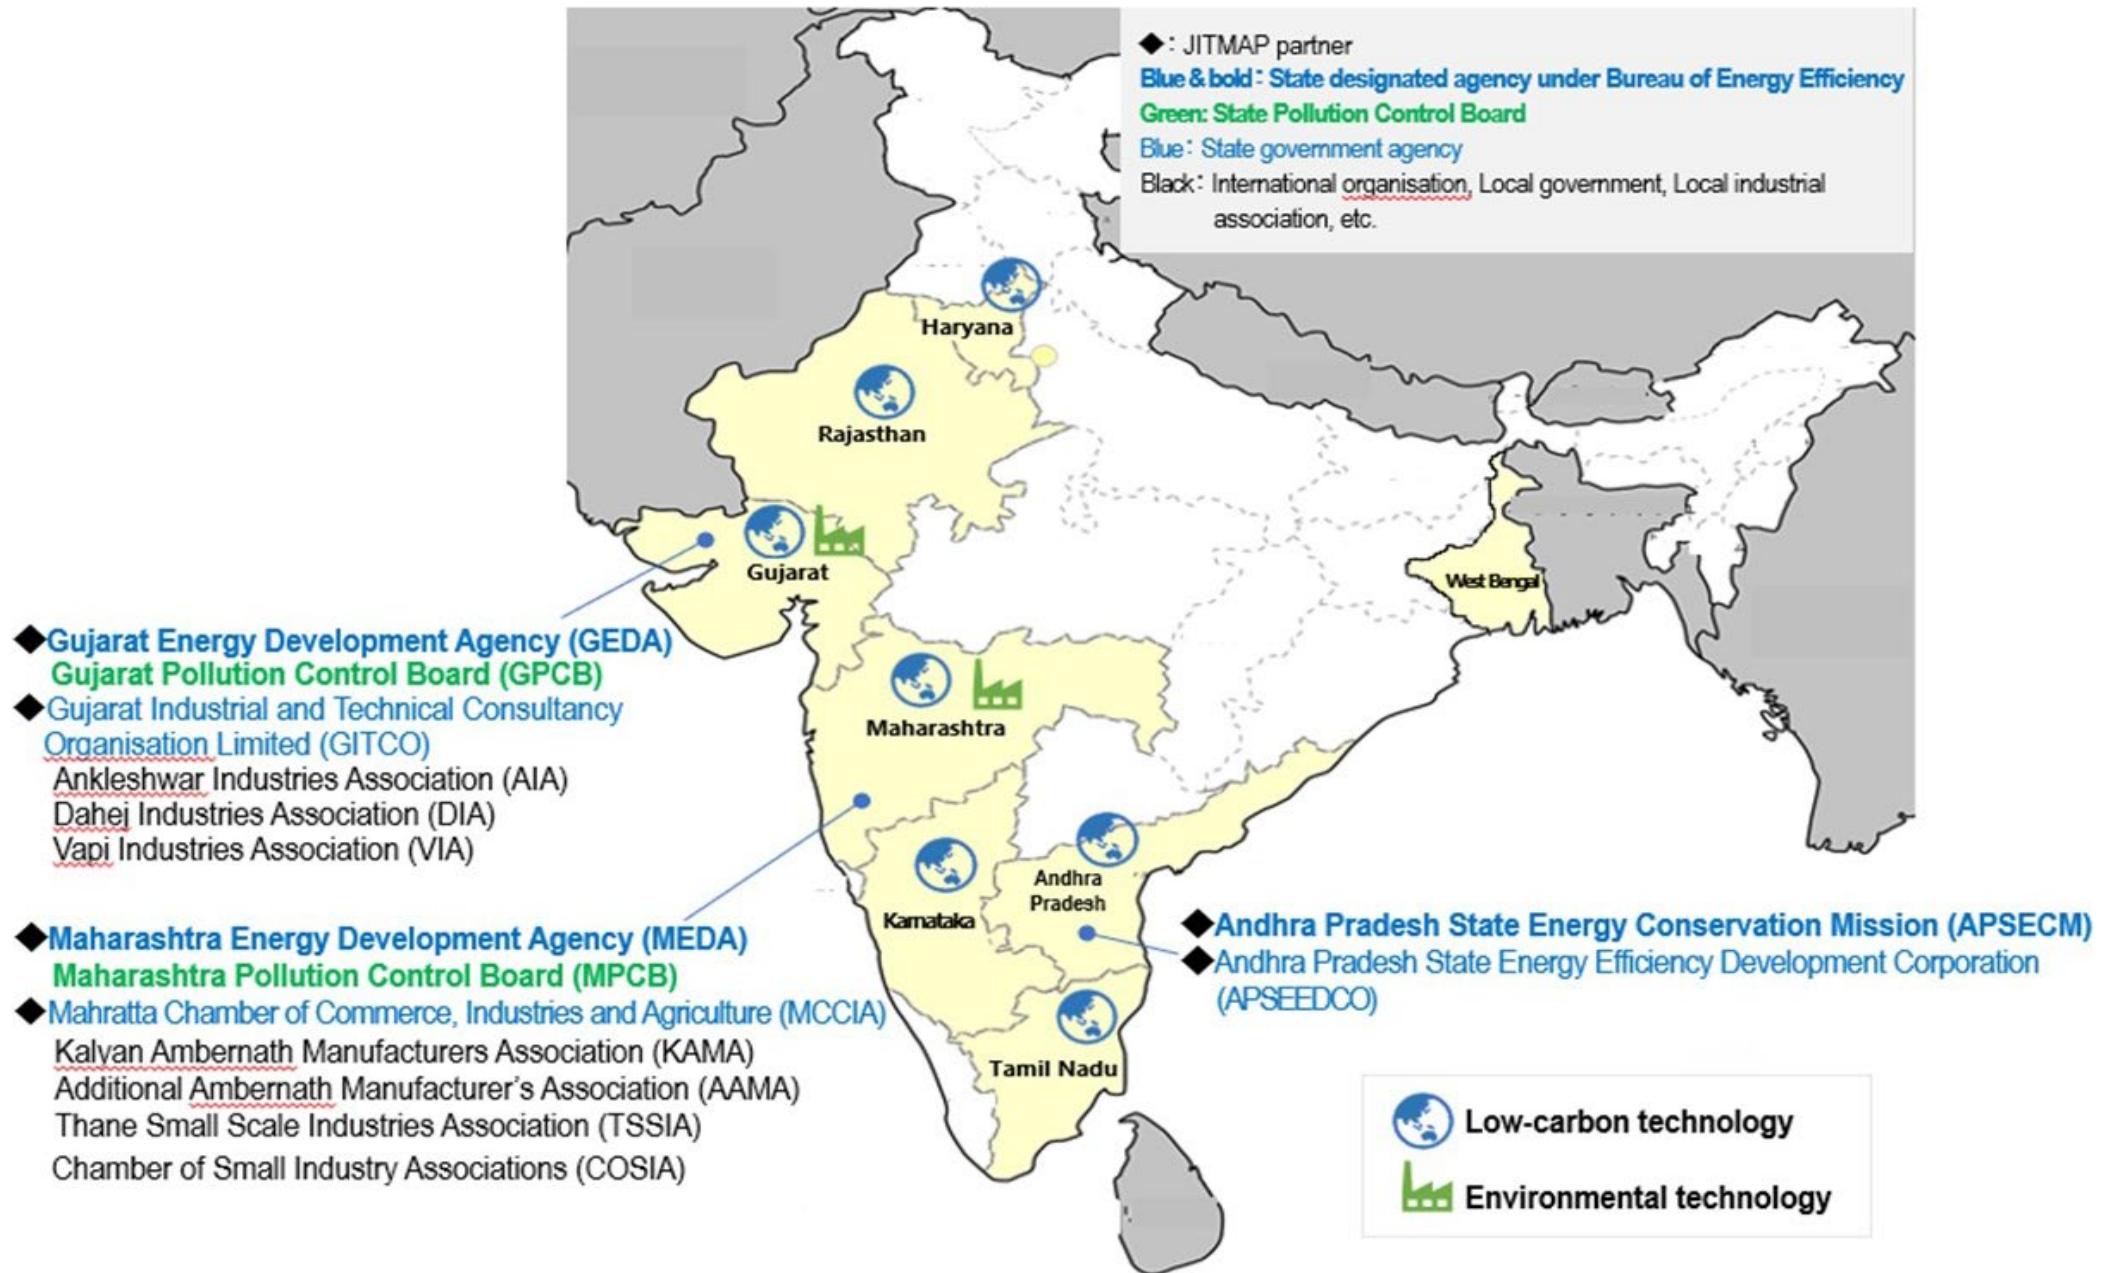 ◆: JITMAP partner
Blue & bold: State designated agency under Bureau of Energy Efficiency
Green: State Pollution Control Board
Blue: State government agency
Black: International organisation, Local government, Local industrial
association, etc.
Haryana
Rajasthan
Gujarat
West Bengal
Maharashtra
Karnataka
Andhra
Pradesh
Tamil Nadu
◆Gujarat Energy Development Agency (GEDA)
Gujarat Pollution Control Board (GPCB)
◆Gujarat Industrial and Technical Consultancy
Organisation Limited (GITCO)
Ankleshwar Industries Association (AIA)
Dahej Industries Association (DIA)
Vapi Industries Association (VIA)
◆Maharashtra Energy Development Agency (MEDA)
Maharashtra Pollution Control Board (MPCB)
◆Mahratta Chamber of Commerce, Industries and Agriculture (MCCIA)
Kalyan Ambernath Manufacturers Association (KAMA)
Additional Ambernath Manufacturer's Association (AAMA)
Thane Small Scale Industries Association (TSSIA)
Chamber of Small Industry Associations (COSIA)
◆Andhra Pradesh State Energy Conservation Mission (APSECM)
◆Andhra Pradesh State Energy Efficiency Development Corporation
(APSEEDCO)
Low-carbon technology
Environmental technology